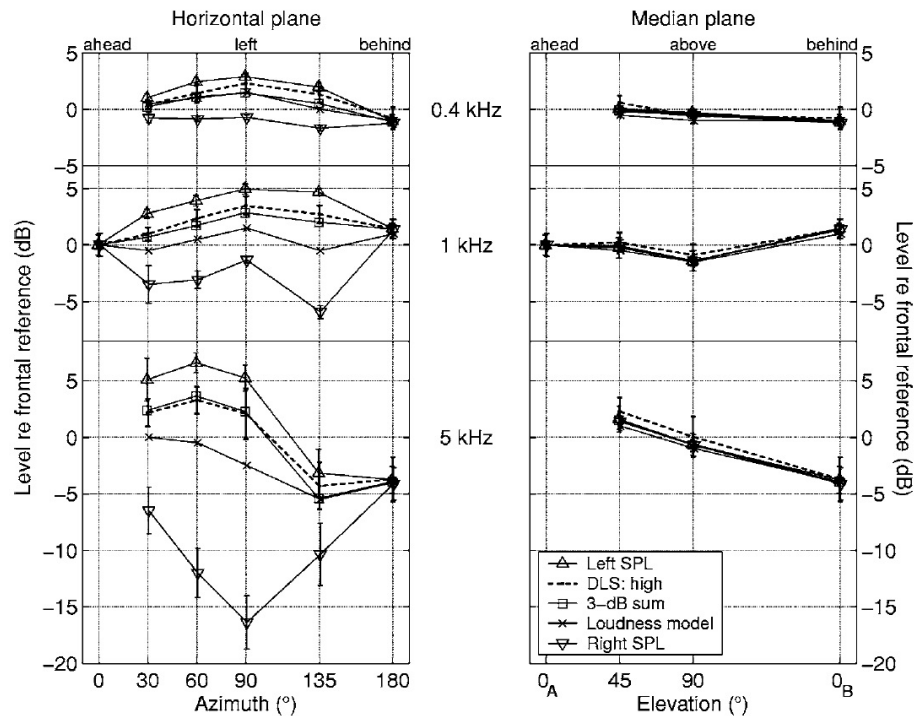 Horizontal plane
Median plane
ahead left behind
ahead above behind
5
0
−5
0.4 kHz
5
0
−5
5
0
−5
1 kHz
5
0
−5
5
0
−5
−10
−15
−20
5 kHz
5
0
−5
−10
−15
−20
Level re frontal reference (dB)
Level re frontal reference (dB)
Left SPL
DLS: high
3−dB sum
Loudness model
Right SPL
0 30 60 90 135 180
Azimuth (°)
0A 45 90 0B
Elevation (°)